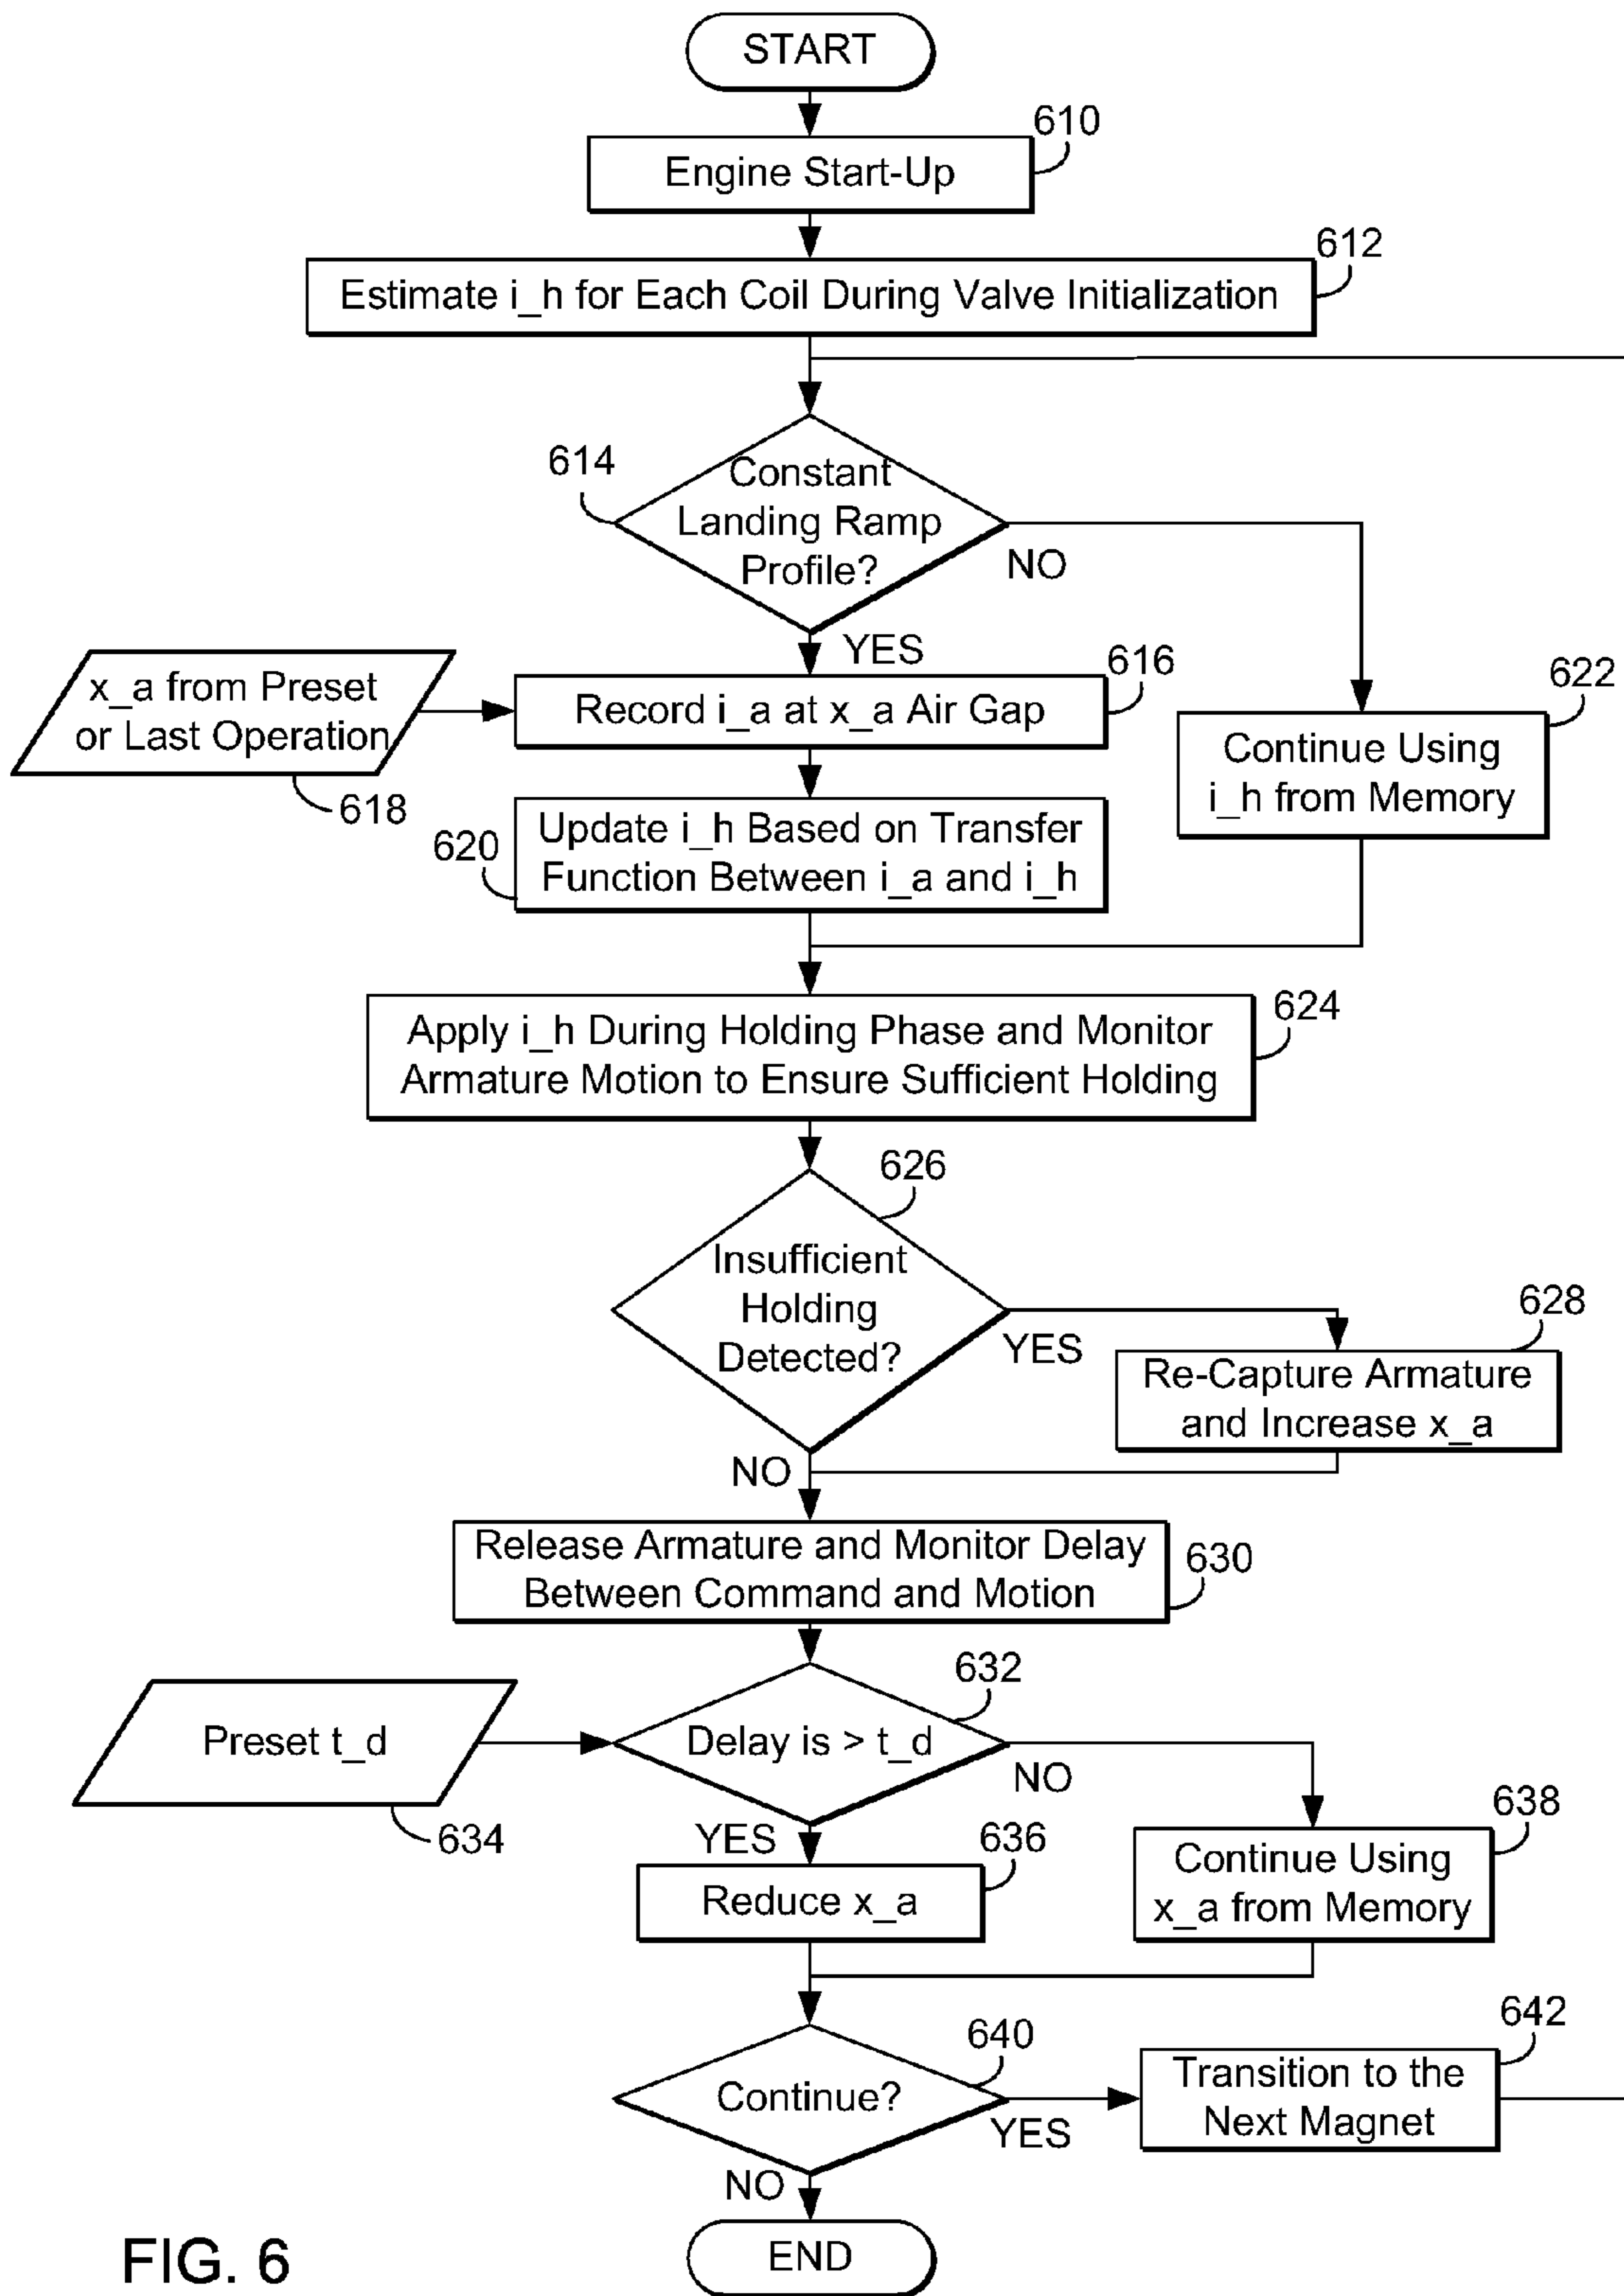 START
610
Engine Start-Up
612
Estimate i_h for Each Coil During Valve Initialization
614
Constant
Landing Ramp
Profile?
NO
YES
x_a from Preset
or Last Operation
618
616
Record i_a at x_a Air Gap
622
Continue Using
i_h from Memory
620
Update i_h Based on Transfer
Function Between i_a and i_h
624
Apply i_h During Holding Phase and Monitor
Armature Motion to Ensure Sufficient Holding
626
Insufficient
Holding
Detected?
YES
628
Re-Capture Armature
and Increase x_a
NO
Release Armature and Monitor Delay
Between Command and Motion
630
632
Preset t_d
634
Delay is > t_d
NO
YES
636
Reduce x_a
638
Continue Using
x_a from Memory
640
Continue?
YES
642
Transition to the
Next Magnet
NO
END
FIG. 6